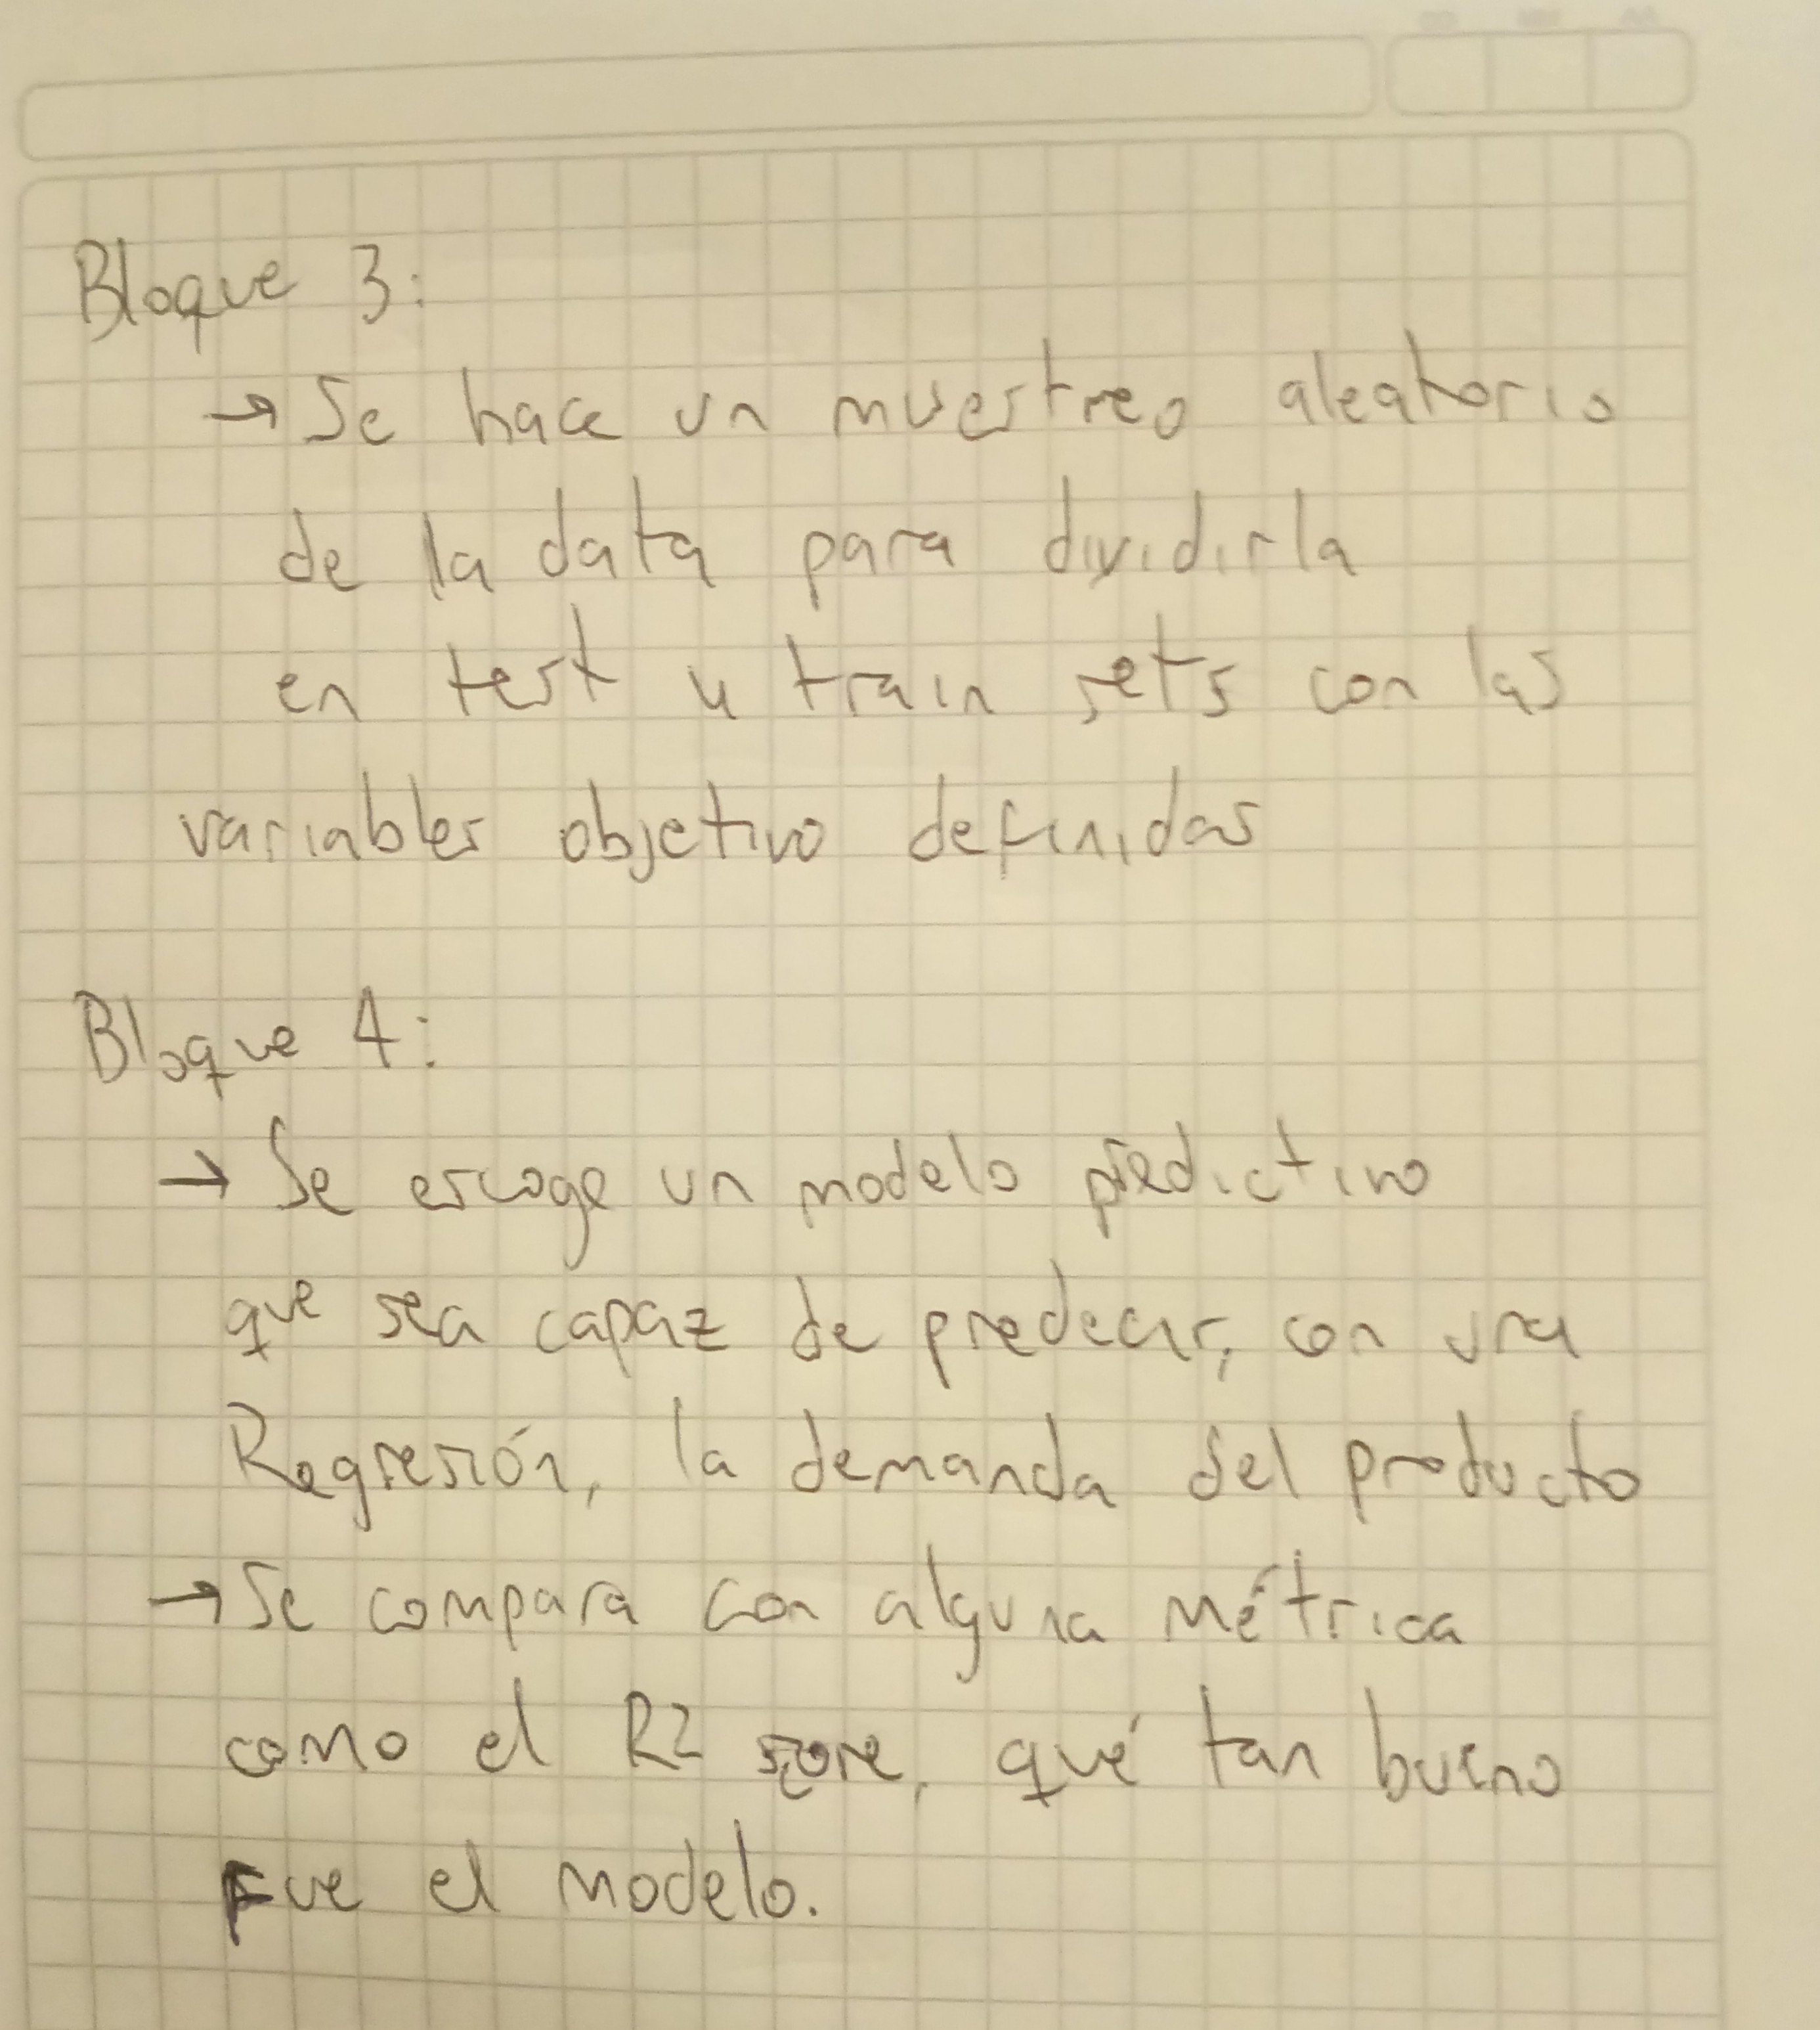 Bloque 3:
→ Se hace un muestreo aleatorio
de la data para dividirla
en test y train sets con las
variables objetivo definidas
Bloque 4:
→ Se escoge un modelo predictivo
que sea capaz de predecir, con una
Regresión, la demanda del producto
→ Se compara con alguna métrica
como el R2 score, qué tan bueno
fue el modelo.